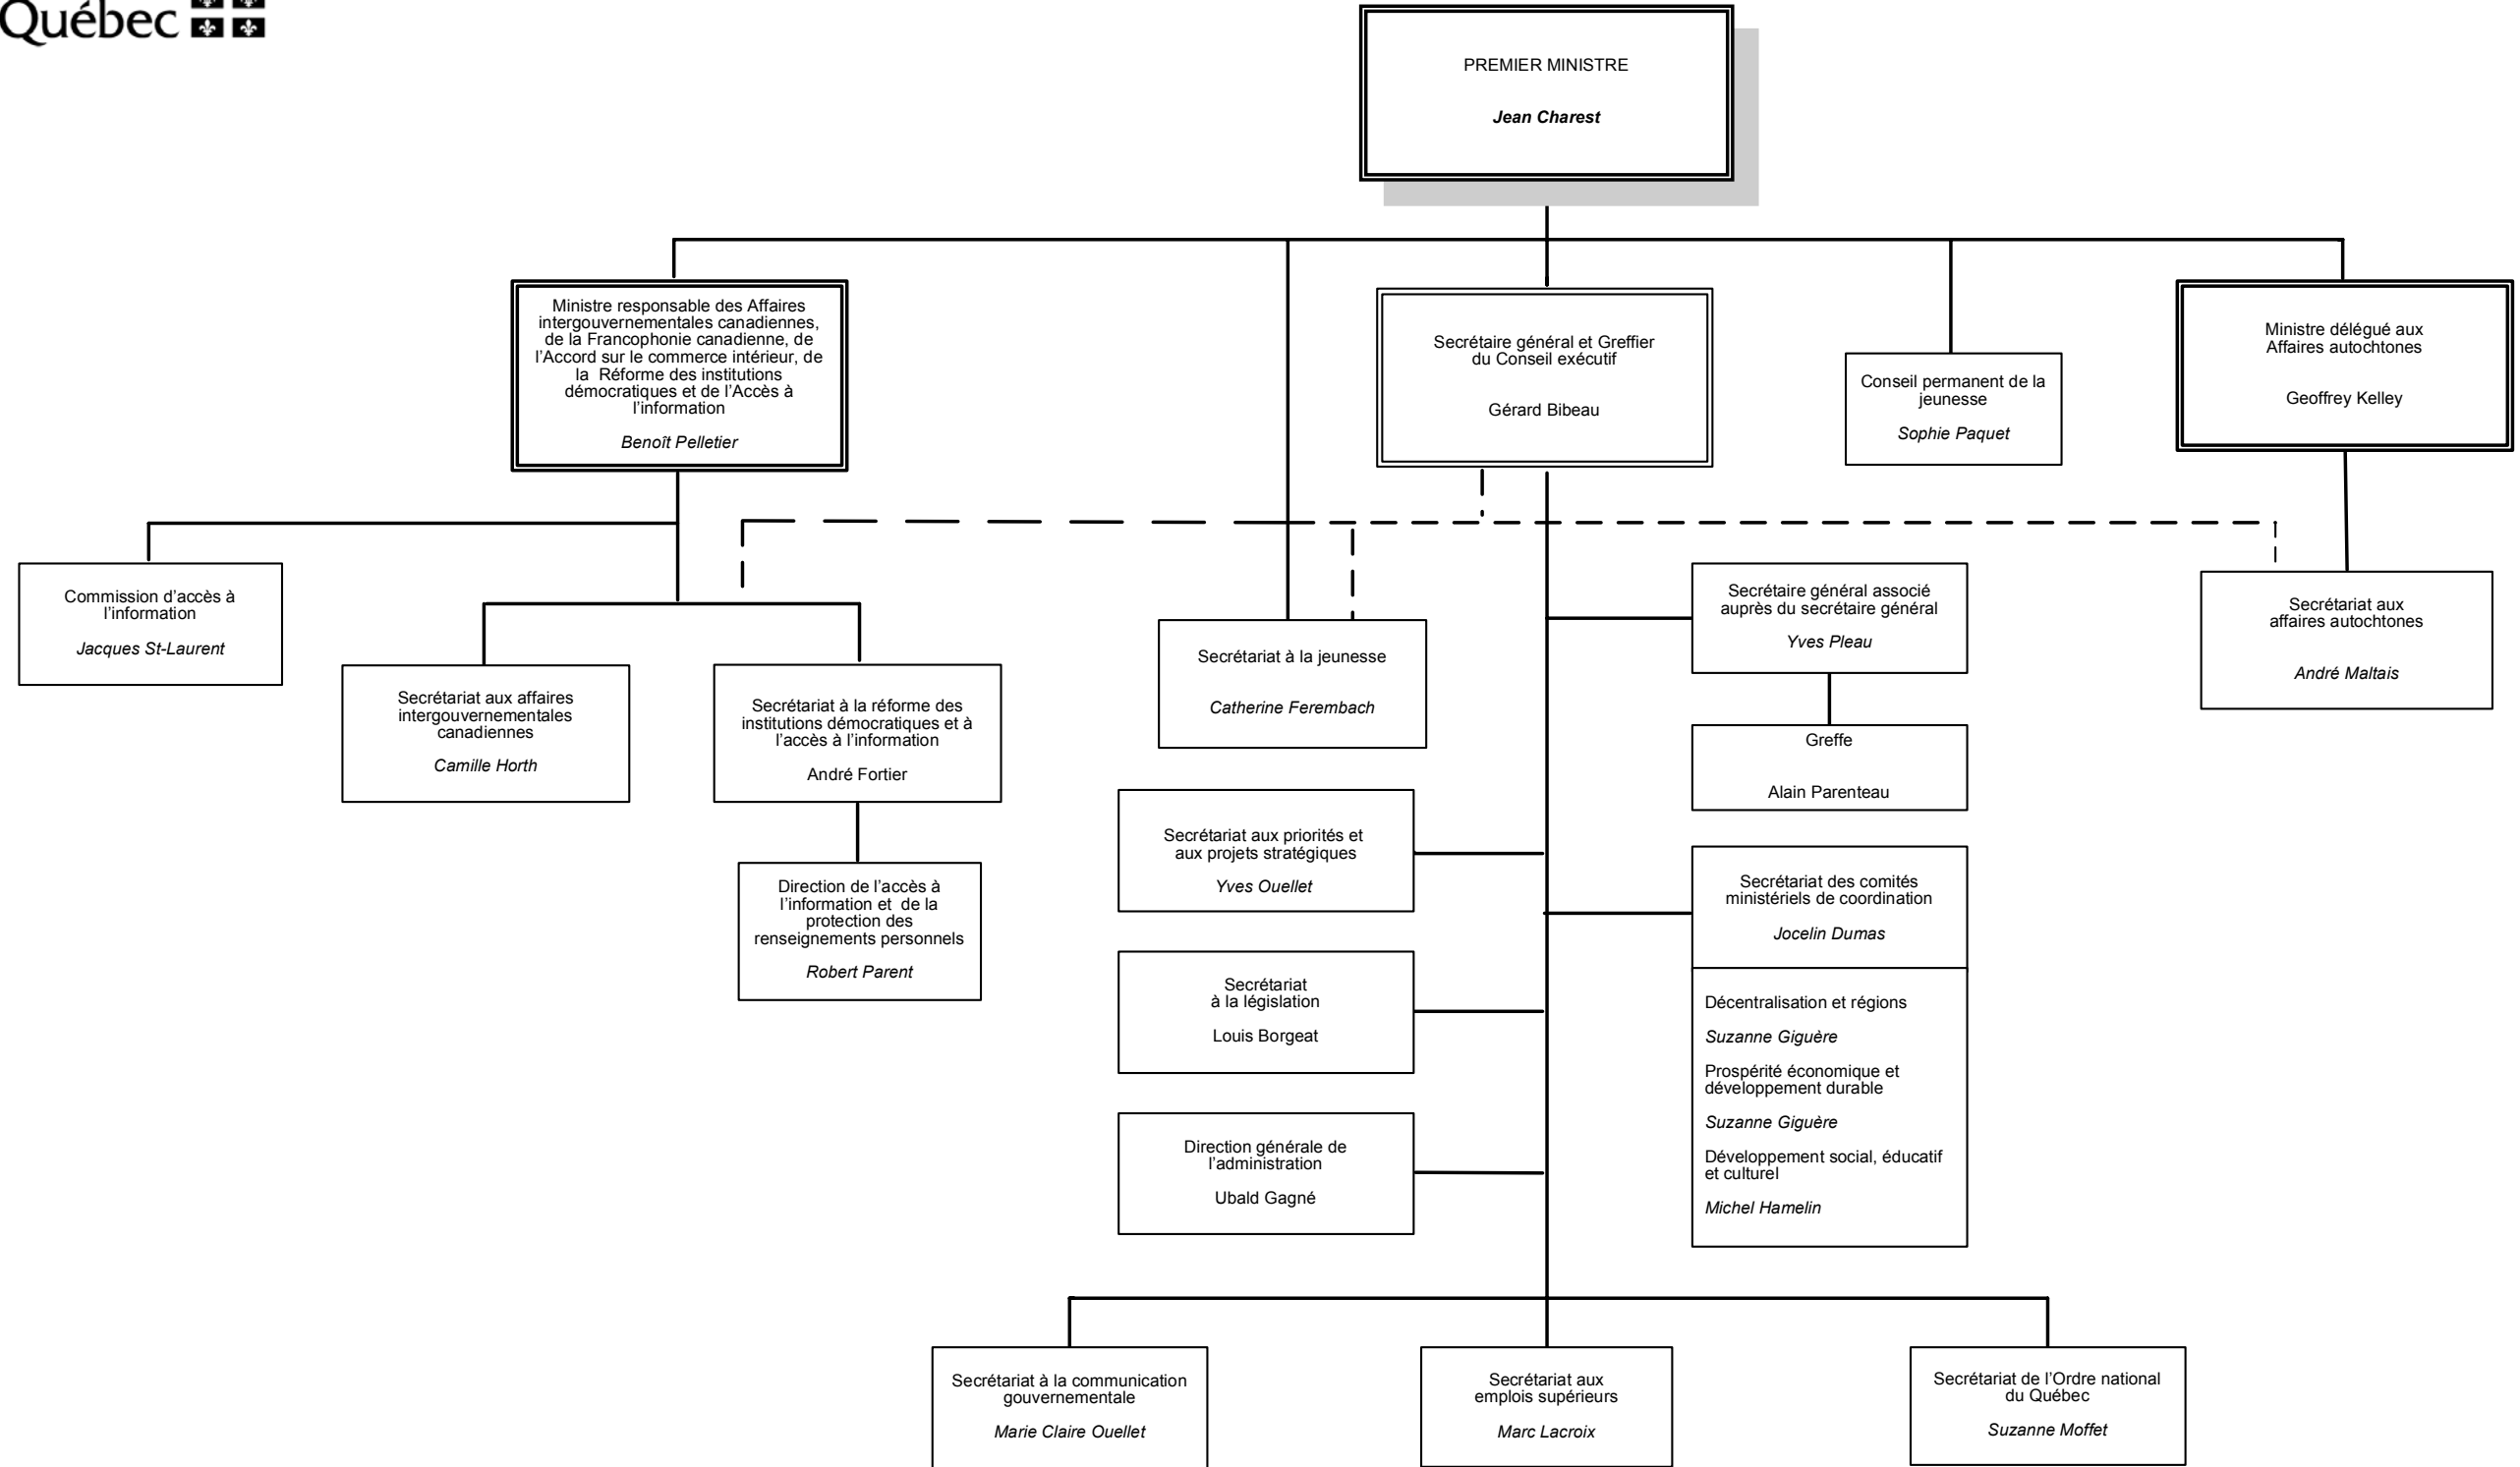 Québec
PREMIER MINISTRE
Jean Charest
Ministre responsable des Affaires
intergouvernementales canadiennes,
de la Francophonie canadienne, de
l’Accord sur le commerce intérieur, de
la Réforme des institutions
démocratiques et de l’Accès à
l’information
Benoît Pelletier
Secrétaire général et Greffier
du Conseil exécutif
Gérard Bibeau
Conseil permanent de la
jeunesse
Sophie Paquet
Ministre délégué aux
Affaires autochtones
Geoffrey Kelley
Commission d’accès à
l’information
Jacques St-Laurent
Secrétariat aux affaires
intergouvernementales
canadiennes
Camille Horth
Secrétariat à la réforme des
institutions démocratiques et à
l’accès à l’information
André Fortier
Direction de l’accès à
l’information et de la
protection des
renseignements personnels
Robert Parent
Secrétariat à la jeunesse
Catherine Ferembach
Secrétaire général associé
auprès du secrétaire général
Yves Pleau
Greffe
Alain Parenteau
Secrétariat aux
affaires autochtones
André Maltais
Secrétariat aux priorités et
aux projets stratégiques
Yves Ouellet
Secrétariat
à la législation
Louis Borgeat
Direction générale de
l’administration
Ubald Gagné
Secrétariat des comités
ministériels de coordination
Jocelin Dumas
Décentralisation et régions
Suzanne Giguère
Prospérité économique et
développement durable
Suzanne Giguère
Développement social, éducatif
et culturel
Michel Hamelin
Secrétariat à la communication
gouvernementale
Marie Claire Ouellet
Secrétariat aux
emplois supérieurs
Marc Lacroix
Secrétariat de l’Ordre national
du Québec
Suzanne Moffet